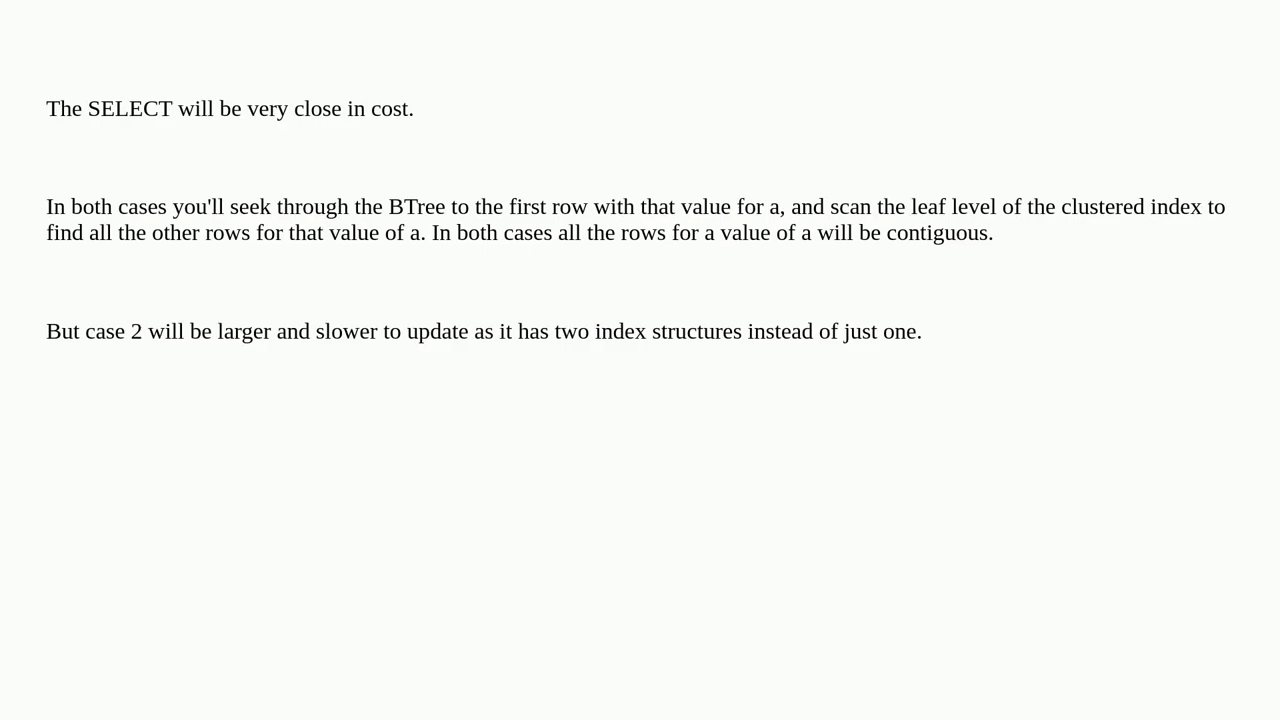 The SELECT will be very close in cost.
In both cases you'll seek through the BTree to the first row with that value for a, and scan the leaf level of the clustered index to
find all the other rows for that value of a. In both cases all the rows for a value of a will be contiguous.
But case 2 will be larger and slower to update as it has two index structures instead of just one.